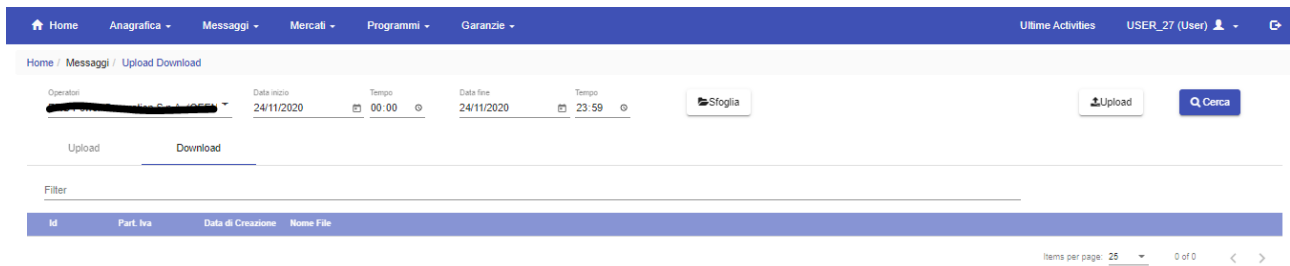 Home Anagrafica Messaggi Mercati Programmi Garanzie Ultime Activities USER_27 (User)
Home / Messaggi / Upload Download
Operatori Data inizio Tempo Data fine Tempo
24/11/2020 00:00 24/11/2020 23:59 Sfoglia Upload Cerca
Upload Download
Filter
Id Part. Iva Data di Creazione Nome File
Items per page: 25 0 of 0